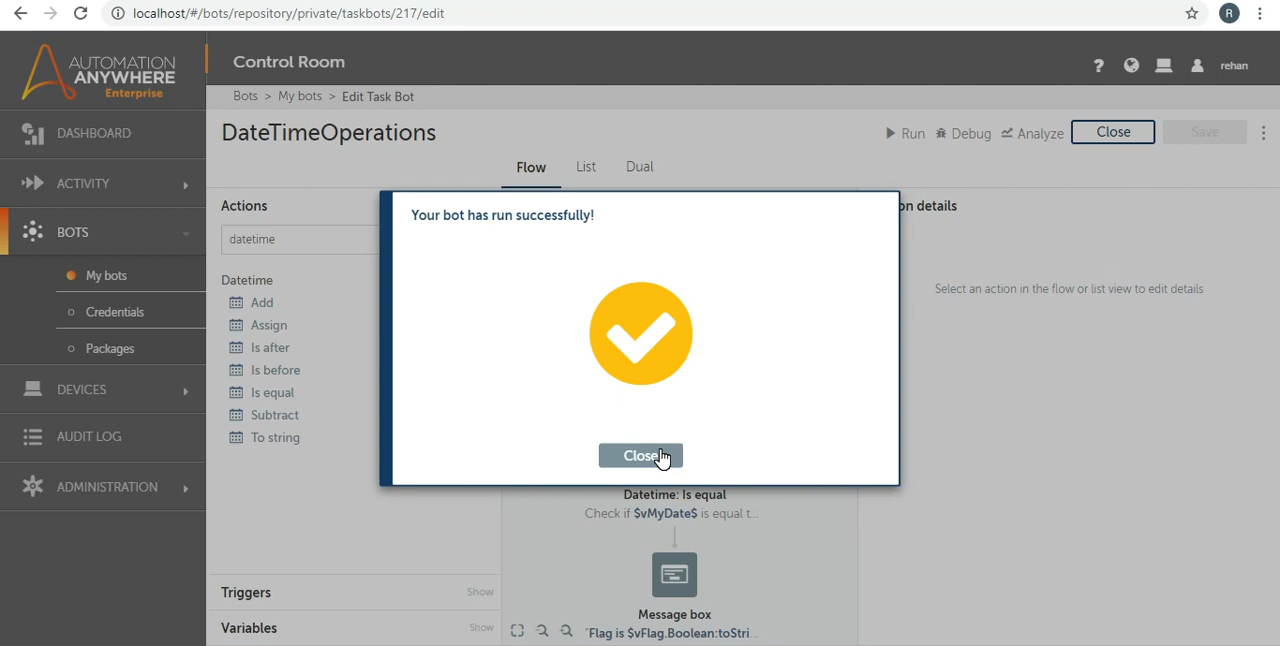 localhost/#/bots/repository/private/taskbots/217/edit
R
AUTOMATION
ANYWHERE
Enterprise
Control Room
?
rehan
Bots > My bots > Edit Task Bot
DateTimeOperations
Run
Debug
Analyze
Close
Save
Flow
List
Dual
DASHBOARD
ACTIVITY
BOTS
My bots
Credentials
Packages
DEVICES
AUDIT LOG
ADMINISTRATION
Actions
datetime
Datetime
Add
Assign
Is after
Is before
Is equal
Subtract
To string
Triggers
Show
Variables
Show
Your bot has run successfully!
Close
Datetime: Is equal
Check if $vMyDate$ is equal t...
Message box
"Flag is $vFlag.Boolean:toStri...
on details
Select an action in the flow or list view to edit details